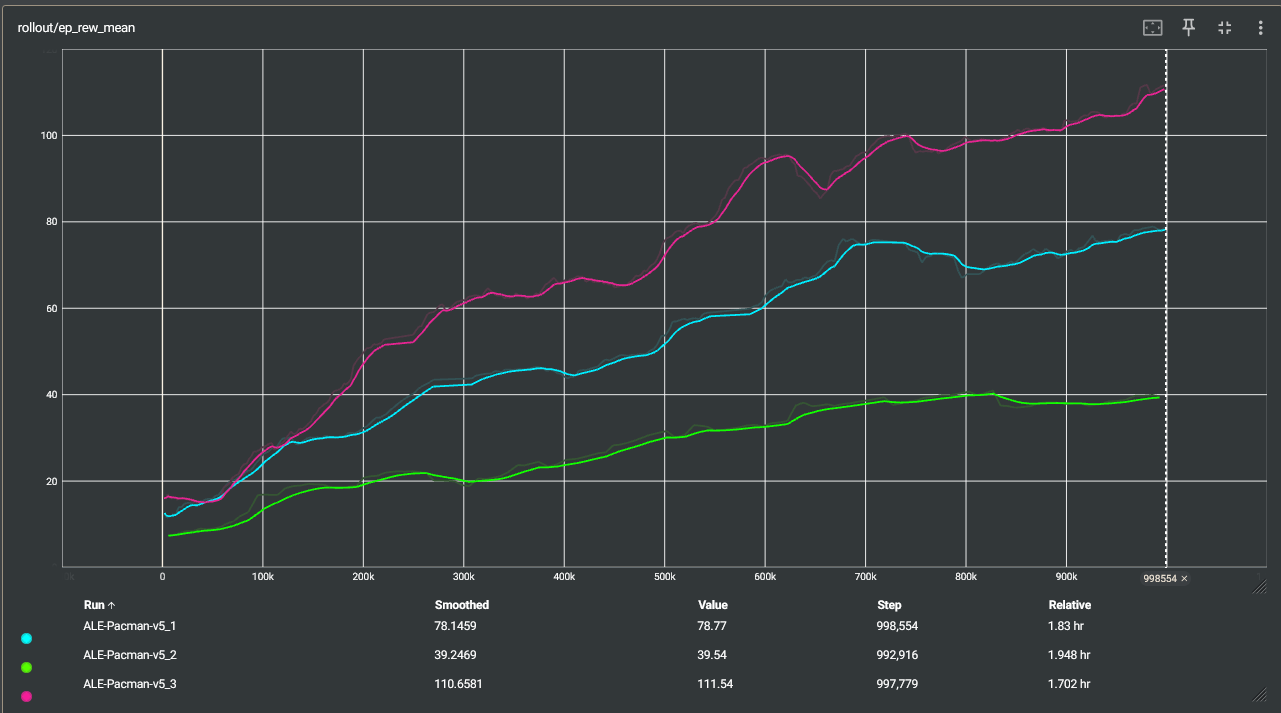 rollout/ep_rew_mean
100
80
60
40
20
0 100k 200k 300k 400k 500k 600k 700k 800k 900k 998554 ×
Run ↑ Smoothed Value Step Relative
ALE-Pacman-v5_1 78.1459 78.77 998,554 1.83 hr
ALE-Pacman-v5_2 39.2469 39.54 992,916 1.948 hr
ALE-Pacman-v5_3 110.6581 111.54 997,779 1.702 hr